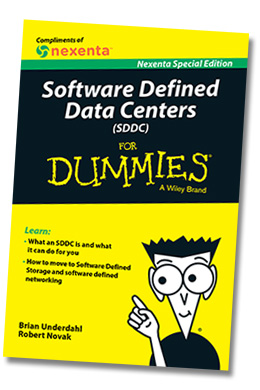 Compliments of
nexenta
Nexenta Special Edition
Software Defined
Data Centers
(SDDC)
FOR
DUMMIES®
A Wiley Brand
Learn:
• What an SDDC is and what
it can do for you
• How to move to Software Defined
Storage and software defined
networking
Brian Underdahl
Robert Novak